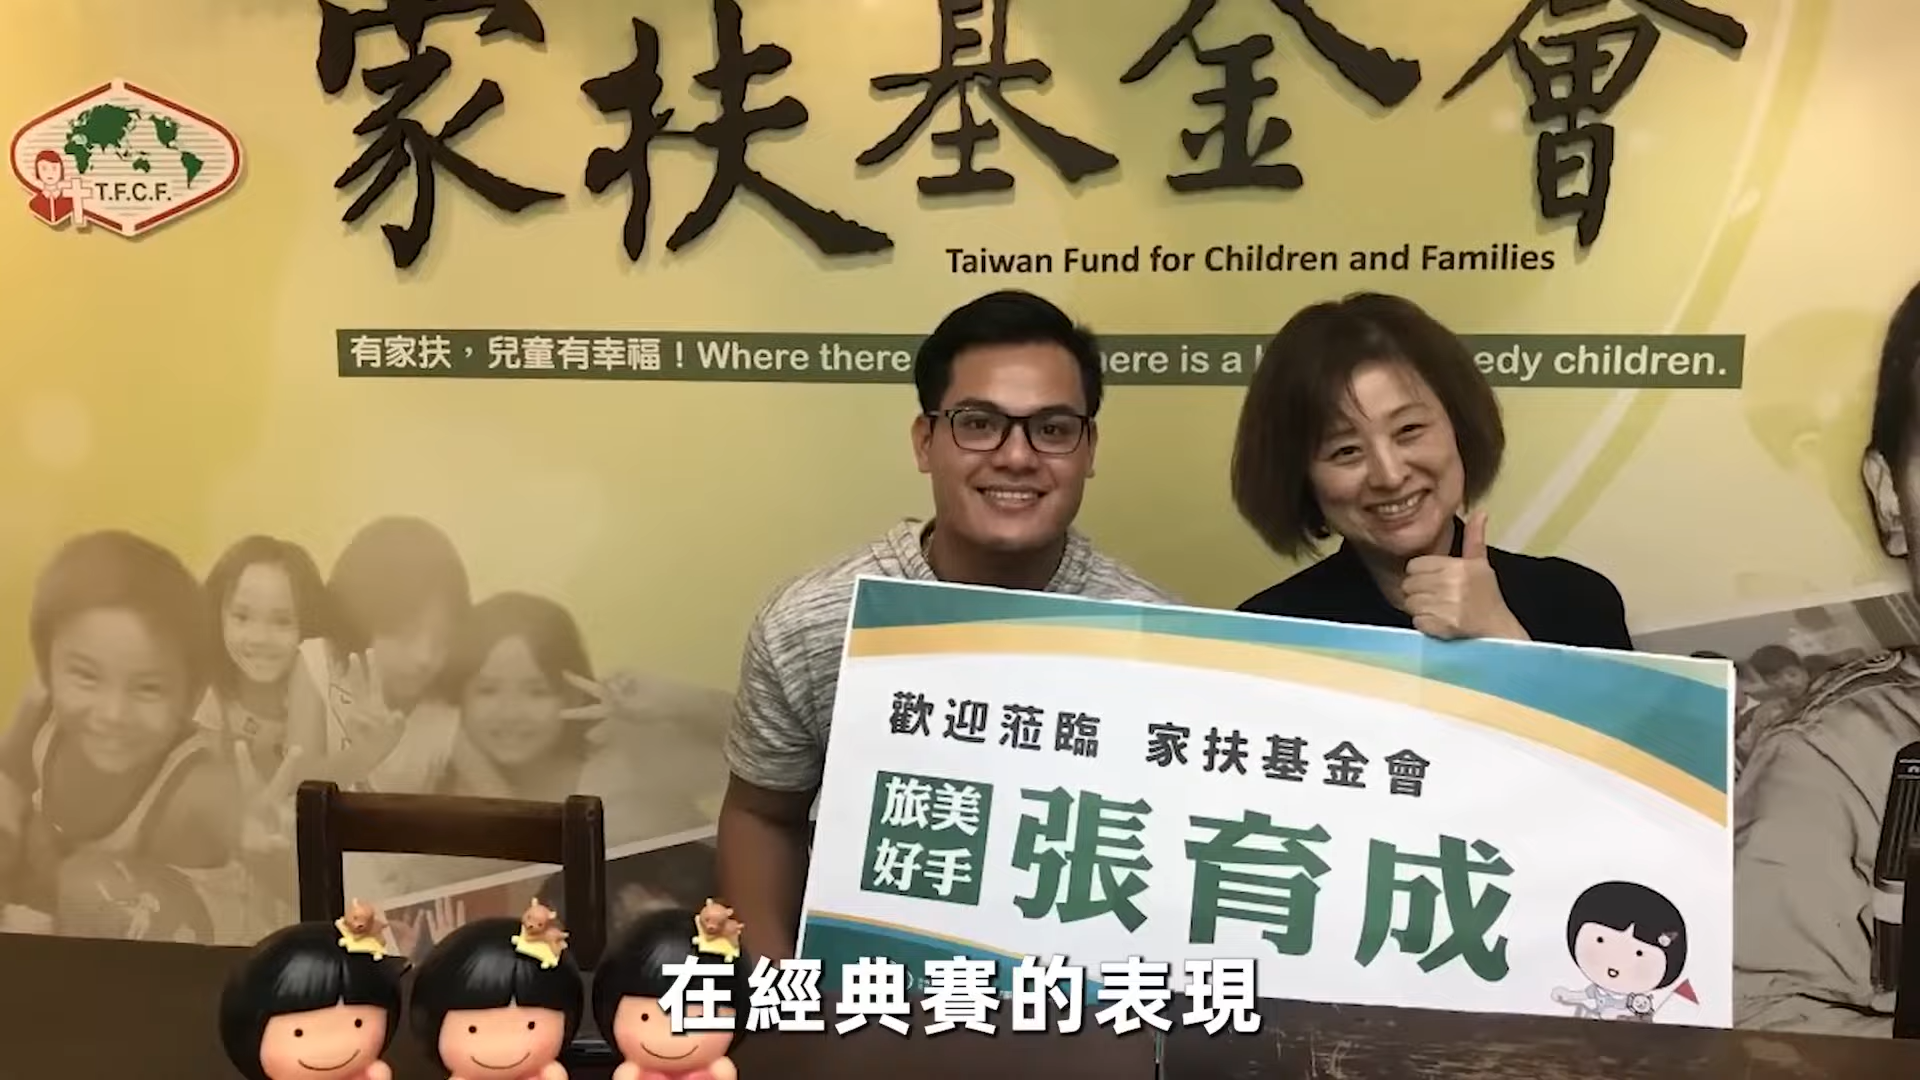 家扶基金會
T.F.C.F.
Taiwan Fund for Children and Families
有家扶，兒童有幸福！Where there here is a edy children.
歡迎蒞臨 家扶基金會
旅美
好手
張育成
在經典賽的表現